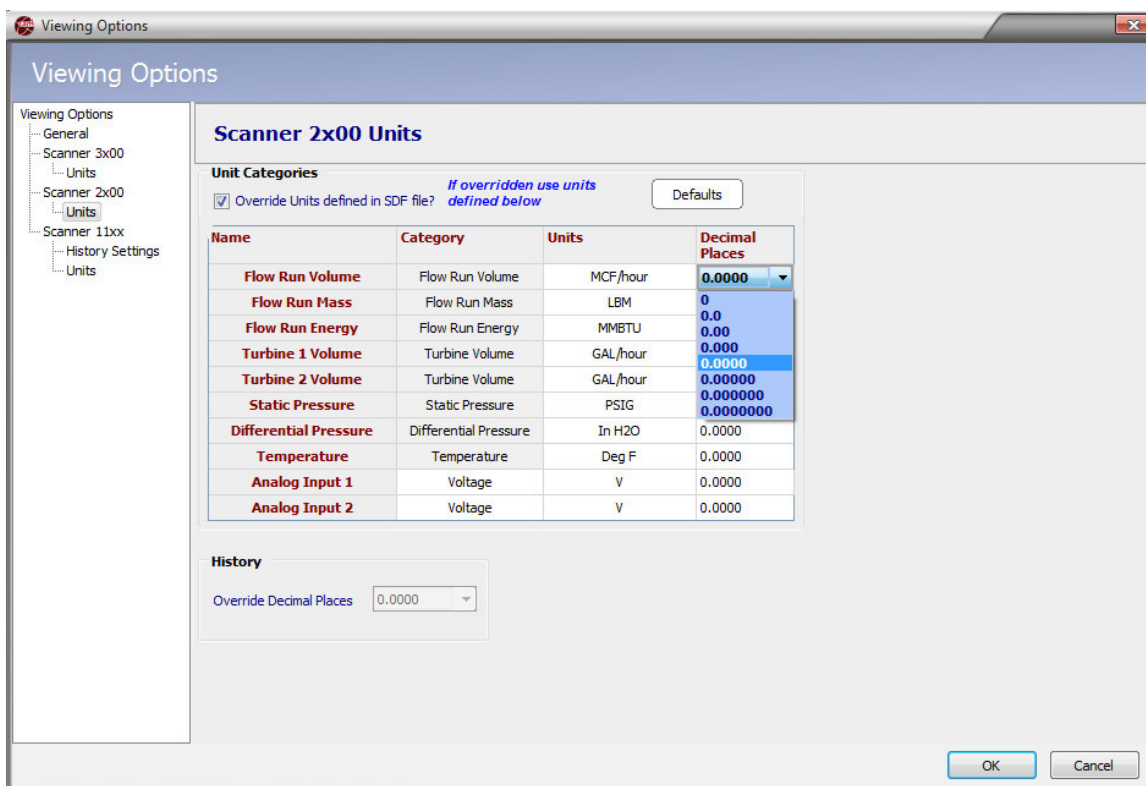 Viewing Options
Viewing Options
Viewing Options
General
Scanner 3x00
Units
Scanner 2x00
Units
Scanner 11xx
History Settings
Units
Scanner 2x00 Units
Unit Categories
Override Units defined in SDF file?
If overridden use units
defined below
Defaults
Name Category Units Decimal
Places
Flow Run Volume Flow Run Volume MCF/hour 0.0000
Flow Run Mass Flow Run Mass LBM
Flow Run Energy Flow Run Energy MMBTU
Turbine 1 Volume Turbine Volume GAL/hour
Turbine 2 Volume Turbine Volume GAL/hour
Static Pressure Static Pressure PSIG
0
0.0
0.00
0.000
0.0000
0.00000
0.000000
0.0000000
Differential Pressure Differential Pressure In H2O 0.0000
Temperature Temperature Deg F 0.0000
Analog Input 1 Voltage V 0.0000
Analog Input 2 Voltage V 0.0000
History
Override Decimal Places 0.0000
OK Cancel